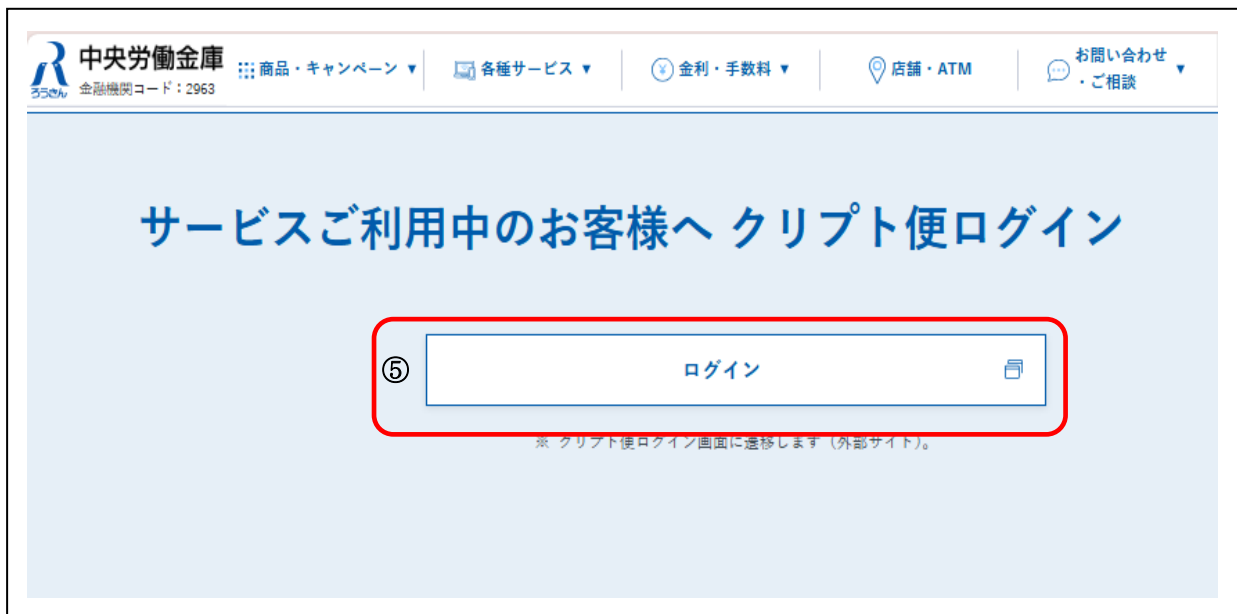 中央労働金庫
ろうきん 金融機関コード：2963
商品・キャンペーン ▼
各種サービス ▼
金利・手数料 ▼
店舗・ATM
お問い合わせ
・ご相談 ▼
サービスご利用中のお客様へ クリプト便ログイン
⑤ ログイン
※ クリプト便ログイン画面に遷移します（外部サイト）。